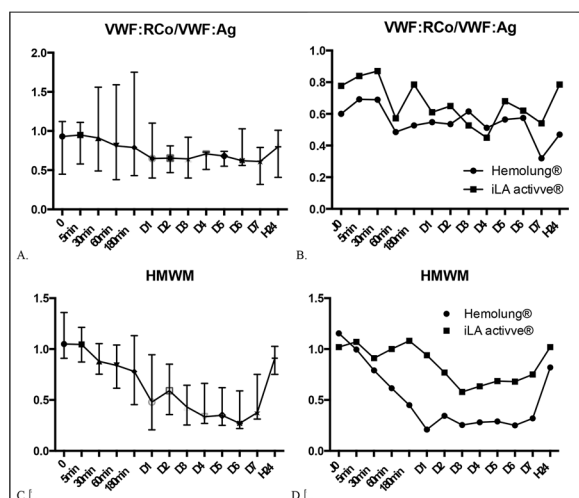 VWF:RCo/VWF:Ag
2.0
1.5
1.0
0.5
0.0
0
5min
30min
60min
180min
D1
D2
D3
D4
D5
D6
D7
H24
A.
VWF:RCo/VWF:Ag
1.0
0.8
0.6
0.4
0.2
0.0
Hemolung®
iLA activve®
J0
5min
30min
60min
180min
D1
D2
D3
D4
D5
D6
D7
H24
B.
HMWM
1.5
1.0
0.5
0.0
0
5min
30min
60min
180min
D1
D2
D3
D4
D5
D6
D7
H24
C.
HMWM
1.5
1.0
0.5
0.0
Hemolung®
iLA activve®
J0
5min
30min
60min
180min
D1
D2
D3
D4
D5
D6
D7
H24
D.